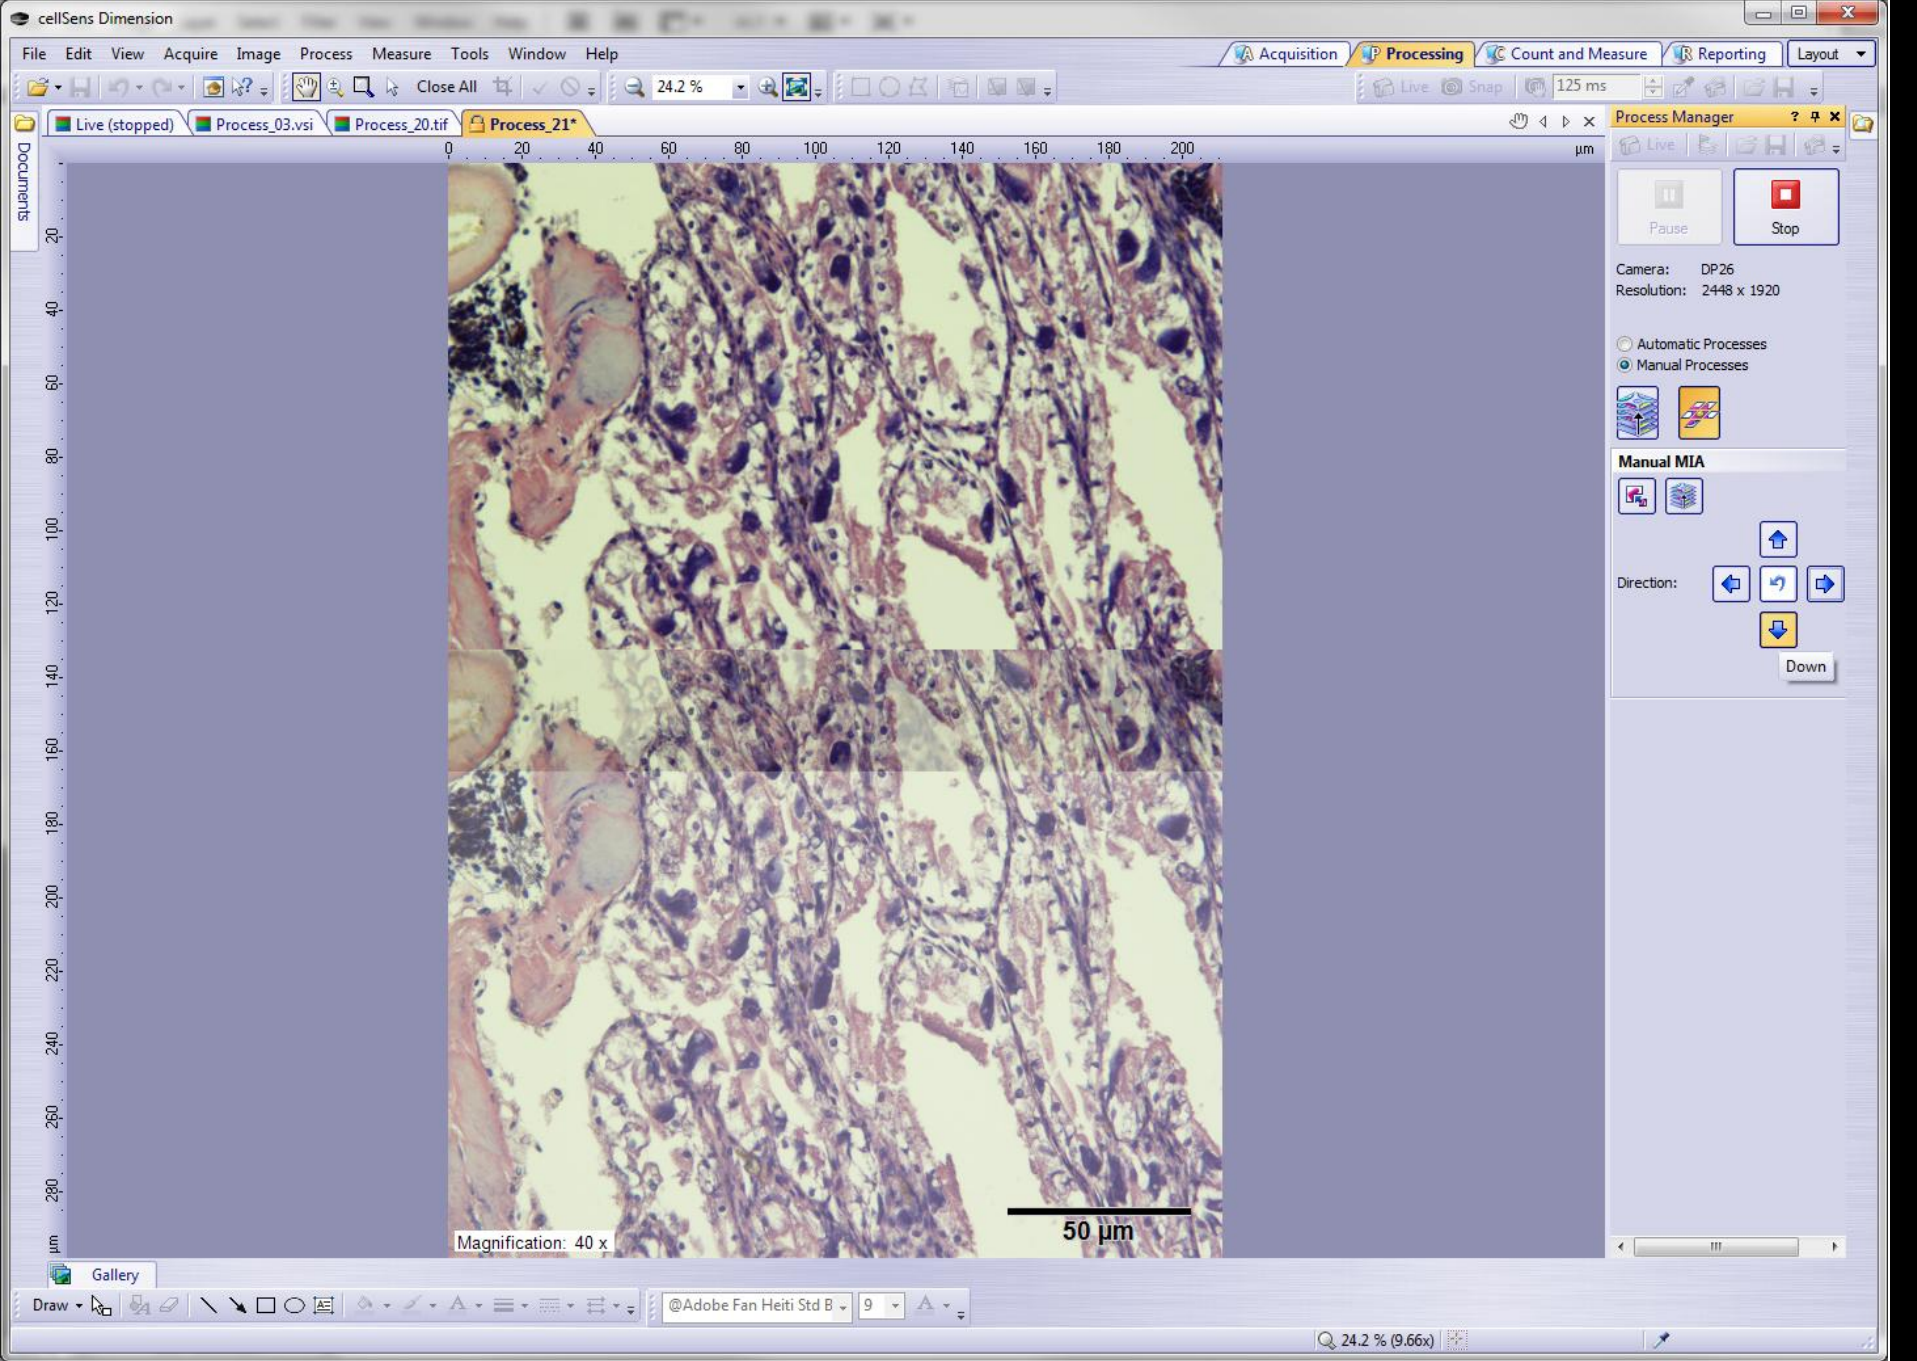 cellSens Dimension
File Edit View Acquire Image Process Measure Tools Window Help
Acquisition Processing Count and Measure Reporting Layout
Close All 24.2 % Live Snap 125 ms
Live (stopped) Process_03.vsi Process_20.tif Process_21*
Process Manager
Documents
0 20 40 60 80 100 120 140 160 180 200 µm
20
40
60
80
100
120
140
160
180
200
220
240
260
280
µm
Live
Pause Stop
Camera: DP26
Resolution: 2448 x 1920
Automatic Processes
Manual Processes
Manual MIA
Direction:
Down
50 µm
Magnification: 40 x
Gallery
Draw @Adobe Fan Heiti Std B 9
24.2 % (9.66x)